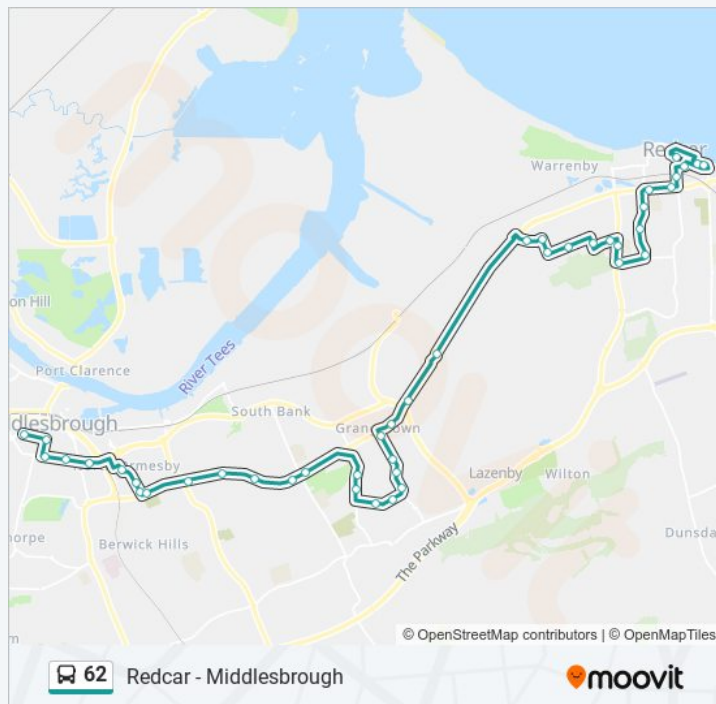 Redcar
Warrenby
on Hill
Port Clarence
River Tees
South Bank
dlesbrough
Grangetown
Ormesby
Lazenby
Wilton
horpe
Berwick Hills
The Parkway
Dunsda
m
© OpenStreetMap contributors | © OpenMapTiles
62 Redcar - Middlesbrough
moovit